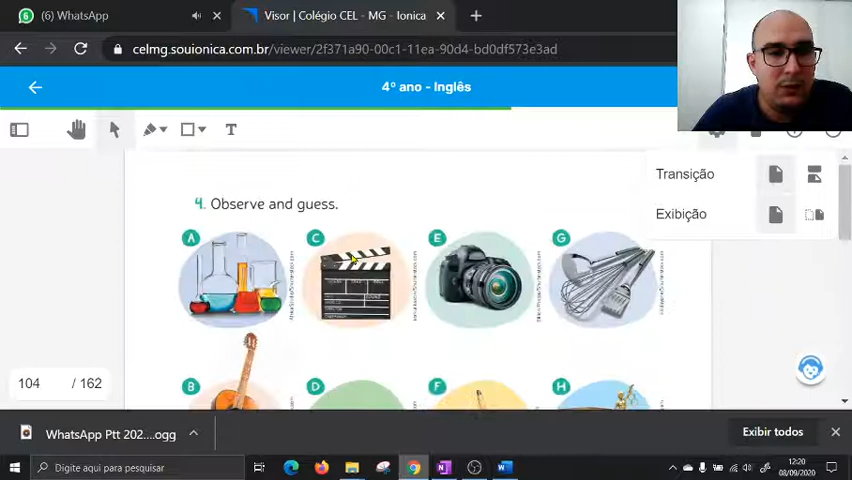 6
(6) WhatsApp
Visor | Colégio CEL - MG - Ionica
celmg.souionica.com.br/viewer/2f371a90-00c1-11ea-90d4-bd0df573e3ad
4º ano - Inglês
T
Transição
Exibição
4. Observe and guess.
A
C
E
G
B
D
F
H
104 / 162
WhatsApp Ptt 202....ogg
Exibir todos
Digite aqui para pesquisar
12:20
08/09/2020